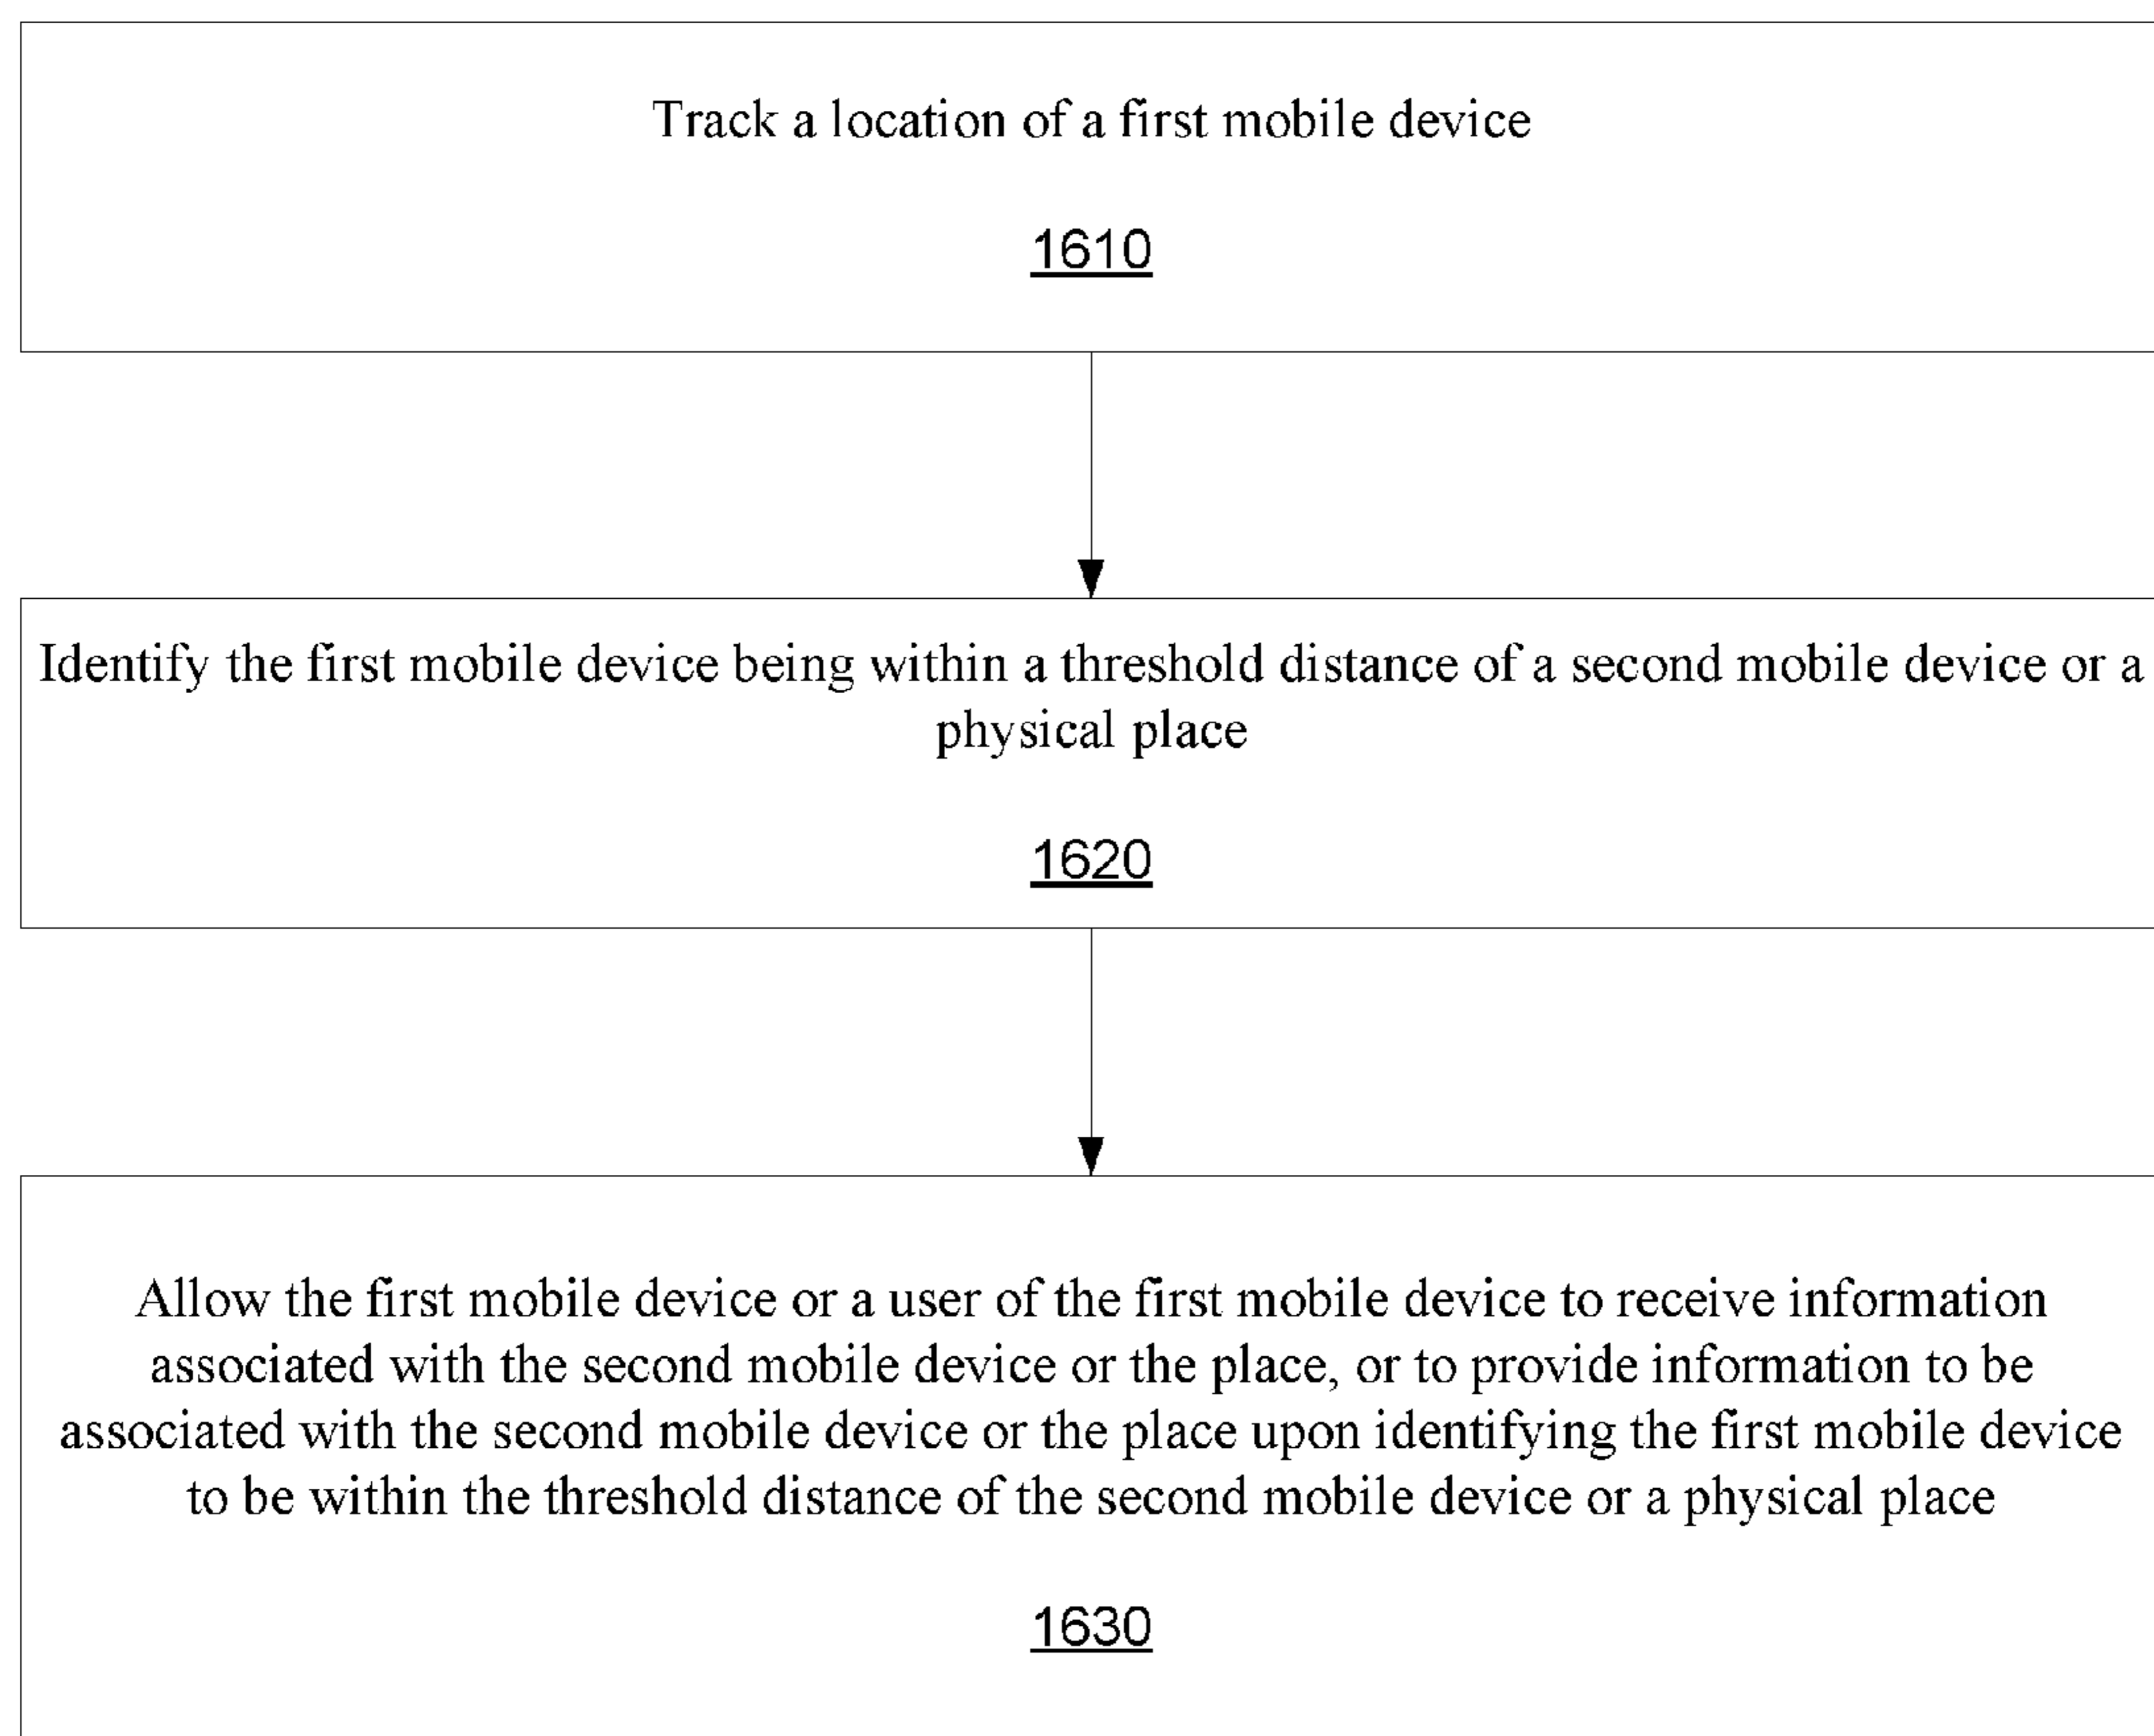 Track a location of a first mobile device
1610
Identify the first mobile device being within a threshold distance of a second mobile device or a
physical place
1620
Allow the first mobile device or a user of the first mobile device to receive information
associated with the second mobile device or the place, or to provide information to be
associated with the second mobile device or the place upon identifying the first mobile device
to be within the threshold distance of the second mobile device or a physical place
1630